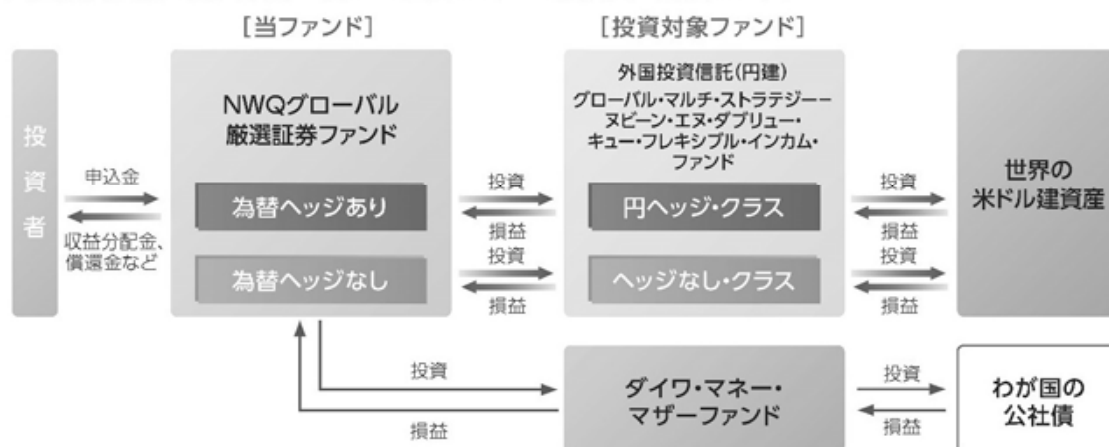 [当ファンド]
[投資対象ファンド]
投資者
申込金
収益分配金、
償還金など
NWQグローバル
厳選証券ファンド
為替ヘッジあり
為替ヘッジなし
投資
損益
投資
損益
外国投資信託(円建)
グローバル・マルチ・ストラテジー－
ヌビーン・エヌ・ダブリュー・
キュー・フレキシブル・インカム・
ファンド
円ヘッジ・クラス
ヘッジなし・クラス
投資
損益
投資
損益
世界の
米ドル建資産
投資
損益
ダイワ・マネー・
マザーファンド
投資
損益
わが国の
公社債